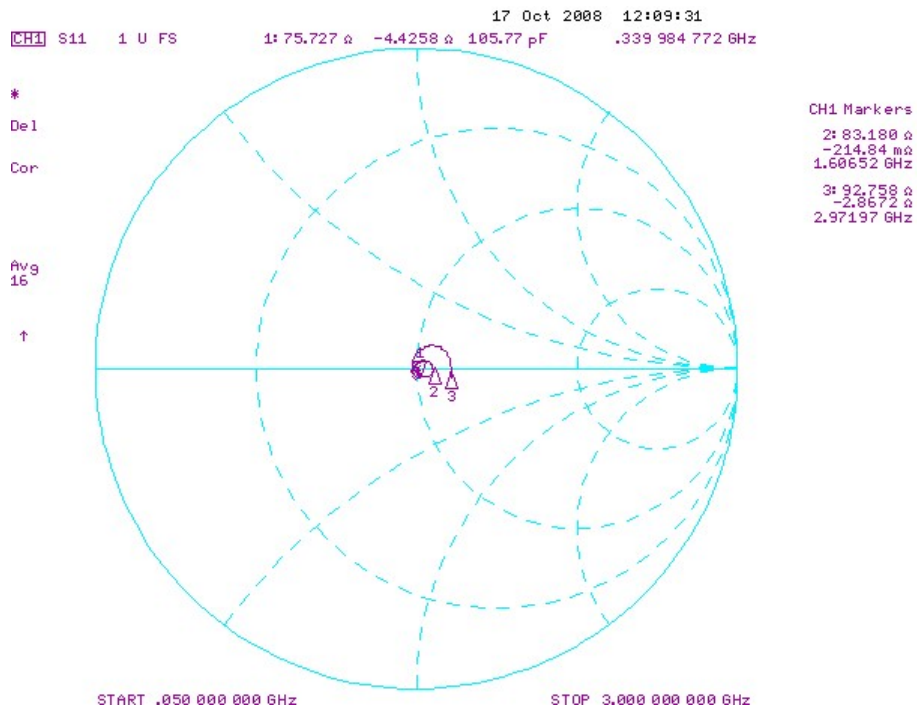 17 Oct 2008 12:09:31
CH1 S11 1 U FS 1: 75.727 Ω -4.4258 Ω 105.77 pF .339 984 772 GHz
*
Del
Cor
Avg
16
↑
CH1 Markers
2: 83.180 Ω
-214.84 mΩ
1.60652 GHz
3: 92.758 Ω
-2.8672 Ω
2.97197 GHz
1
2
3
START .050 000 000 GHz STOP 3.000 000 000 GHz